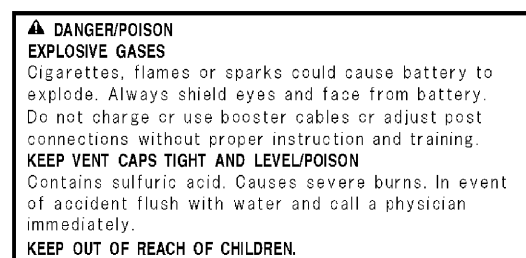 ⚠ DANGER/POISON
EXPLOSIVE GASES
Cigarettes, flames or sparks could cause battery to
explode. Always shield eyes and face from battery.
Do not charge or use booster cables or adjust post
connections without proper instruction and training.
KEEP VENT CAPS TIGHT AND LEVEL/POISON
Contains sulfuric acid. Causes severe burns. In event
of accident flush with water and call a physician
immediately.
KEEP OUT OF REACH OF CHILDREN.